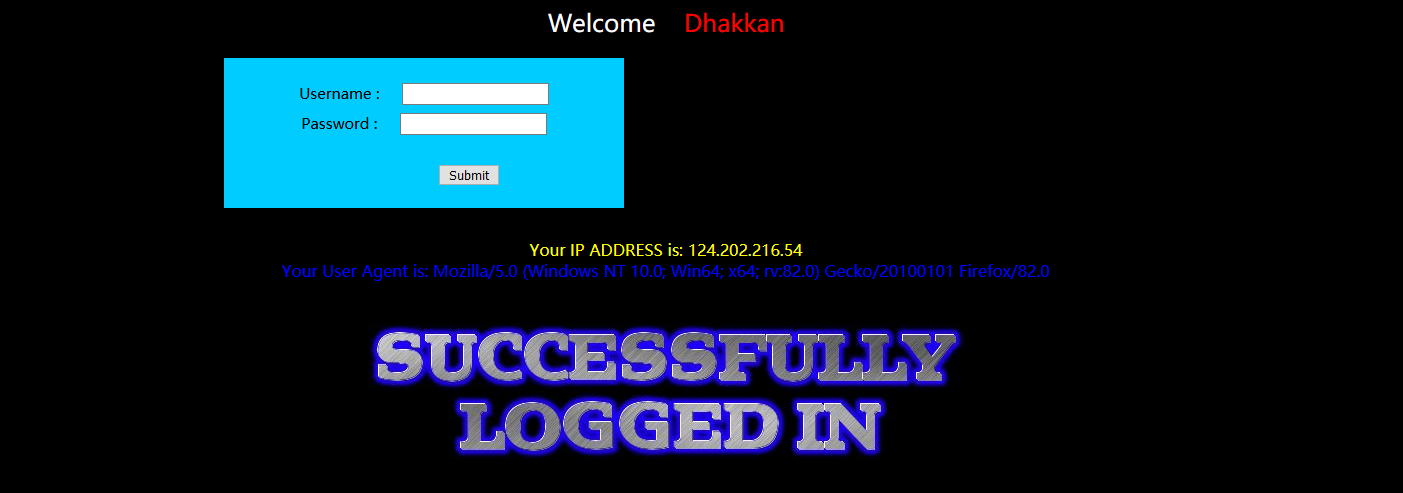 Welcome Dhakkan
Username :
Password :
Submit
Your IP ADDRESS is: 124.202.216.54
Your User Agent is: Mozilla/5.0 (Windows NT 10.0; Win64; x64; rv:82.0) Gecko/20100101 Firefox/82.0
SUCCESSFULLY
LOGGED IN